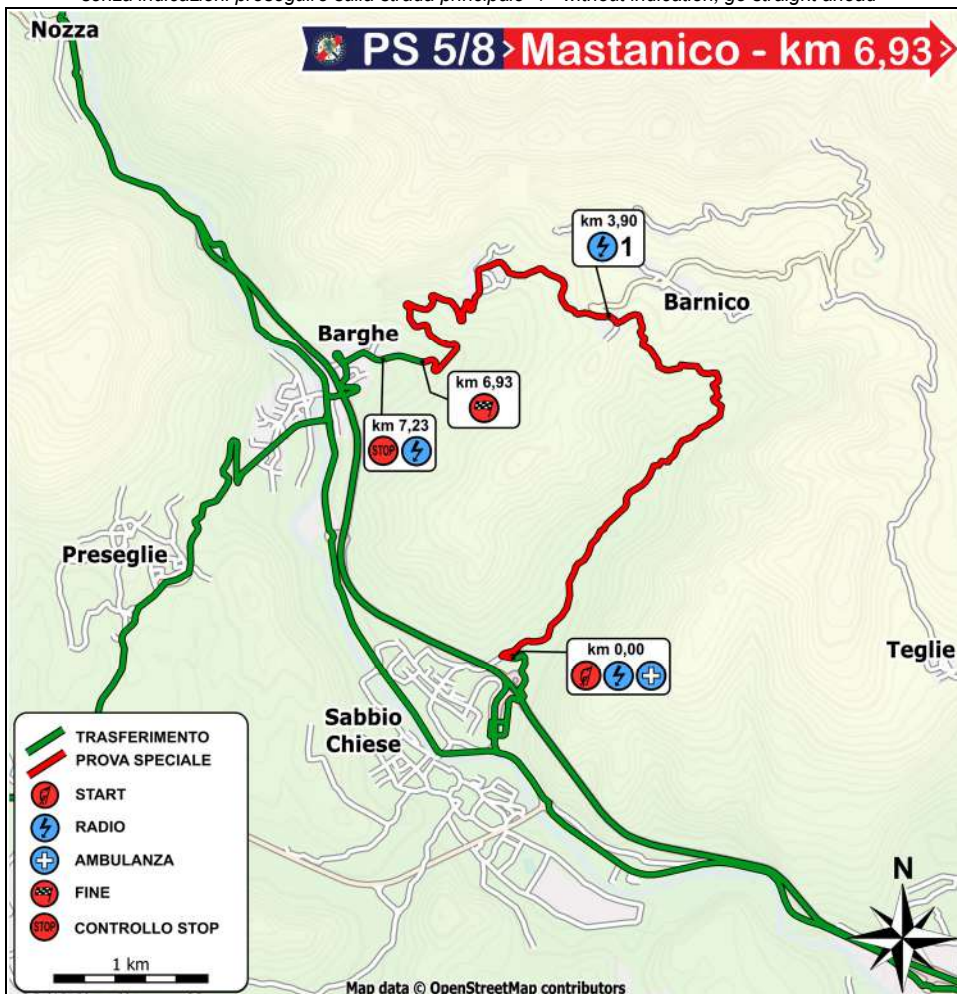 senza indicazioni proseguire sulla strada principale
without indication, go straight ahead
Nozza
PS 5/8 Mastanico - km 6,93
km 3,90
1
Barnico
Barghe
km 6,93
km 7,23
STOP
Preseglie
km 0,00
Teglie
Sabbio
Chiese
TRASFERIMENTO
PROVA SPECIALE
START
RADIO
AMBULANZA
FINE
STOP CONTROLLO STOP
1 km
N
Map data © OpenStreetMap contributors